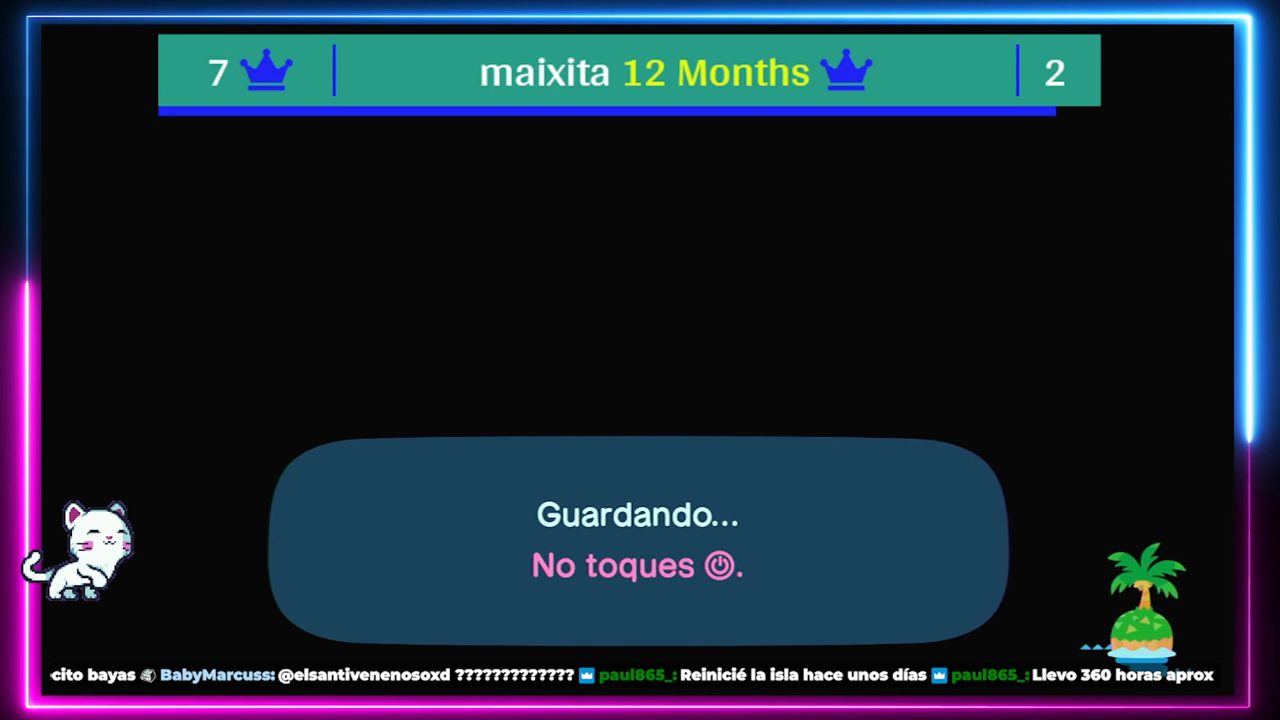 7 maixita 12 Months 2
Guardando...
No toques ⏻.
cito bayas BabyMarcuss: @elsantivenenosoxd ????????????? paul865_: Reinicié la isla hace unos días paul865_: Llevo 360 horas aprox